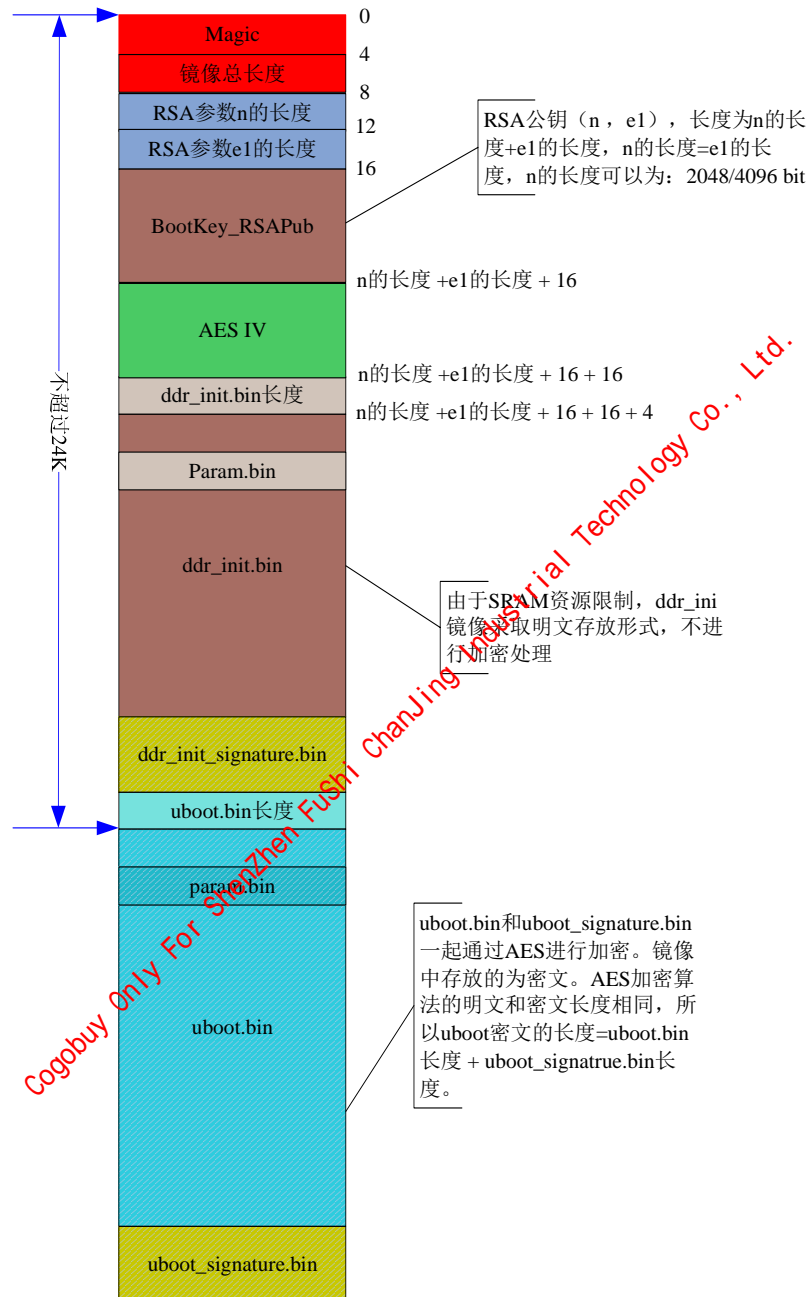 0
Magic
4
镜像总长度
8
RSA参数n的长度
12
RSA参数e1的长度
16
RSA公钥（n ，e1），长度为n的长
度+e1的长度，n的长度=e1的长
度，n的长度可以为：2048/4096 bit
BootKey_RSAPub
n的长度 +e1的长度 + 16
AES IV
n的长度 +e1的长度 + 16 + 16
ddr_init.bin长度
n的长度 +e1的长度 + 16 + 16 + 4
不超过24K
Param.bin
ddr_init.bin
由于SRAM资源限制，ddr_ini
镜像采取明文存放形式，不进
行加密处理
ddr_init_signature.bin
uboot.bin长度
param.bin
uboot.bin和uboot_signature.bin
一起通过AES进行加密。镜像
中存放的为密文。AES加密算
法的明文和密文长度相同，所
以uboot密文的长度=uboot.bin
长度 + uboot_signatrue.bin长
度。
uboot.bin
uboot_signature.bin
Cogobuy Only For ShenZhen FuShi ChanJing Industrial Technology Co., Ltd.